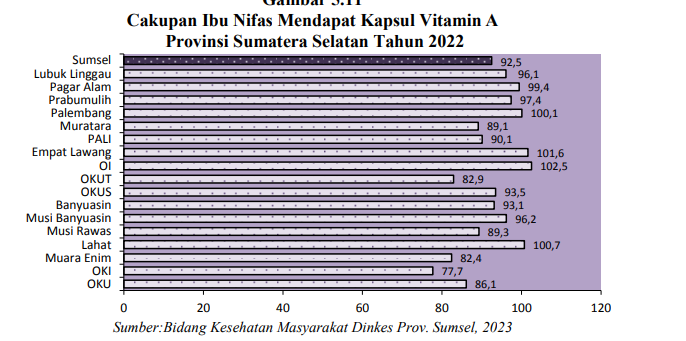 Gambar 3.11
Cakupan Ibu Nifas Mendapat Kapsul Vitamin A
Provinsi Sumatera Selatan Tahun 2022
Sumsel 92,5
Lubuk Linggau 96,1
Pagar Alam 99,4
Prabumulih 97,4
Palembang 100,1
Muratara 89,1
PALI 90,1
Empat Lawang 101,6
OI 102,5
OKUT 82,9
OKUS 93,5
Banyuasin 93,1
Musi Banyuasin 96,2
Musi Rawas 89,3
Lahat 100,7
Muara Enim 82,4
OKI 77,7
OKU 86,1
0 20 40 60 80 100 120
Sumber:Bidang Kesehatan Masyarakat Dinkes Prov. Sumsel, 2023